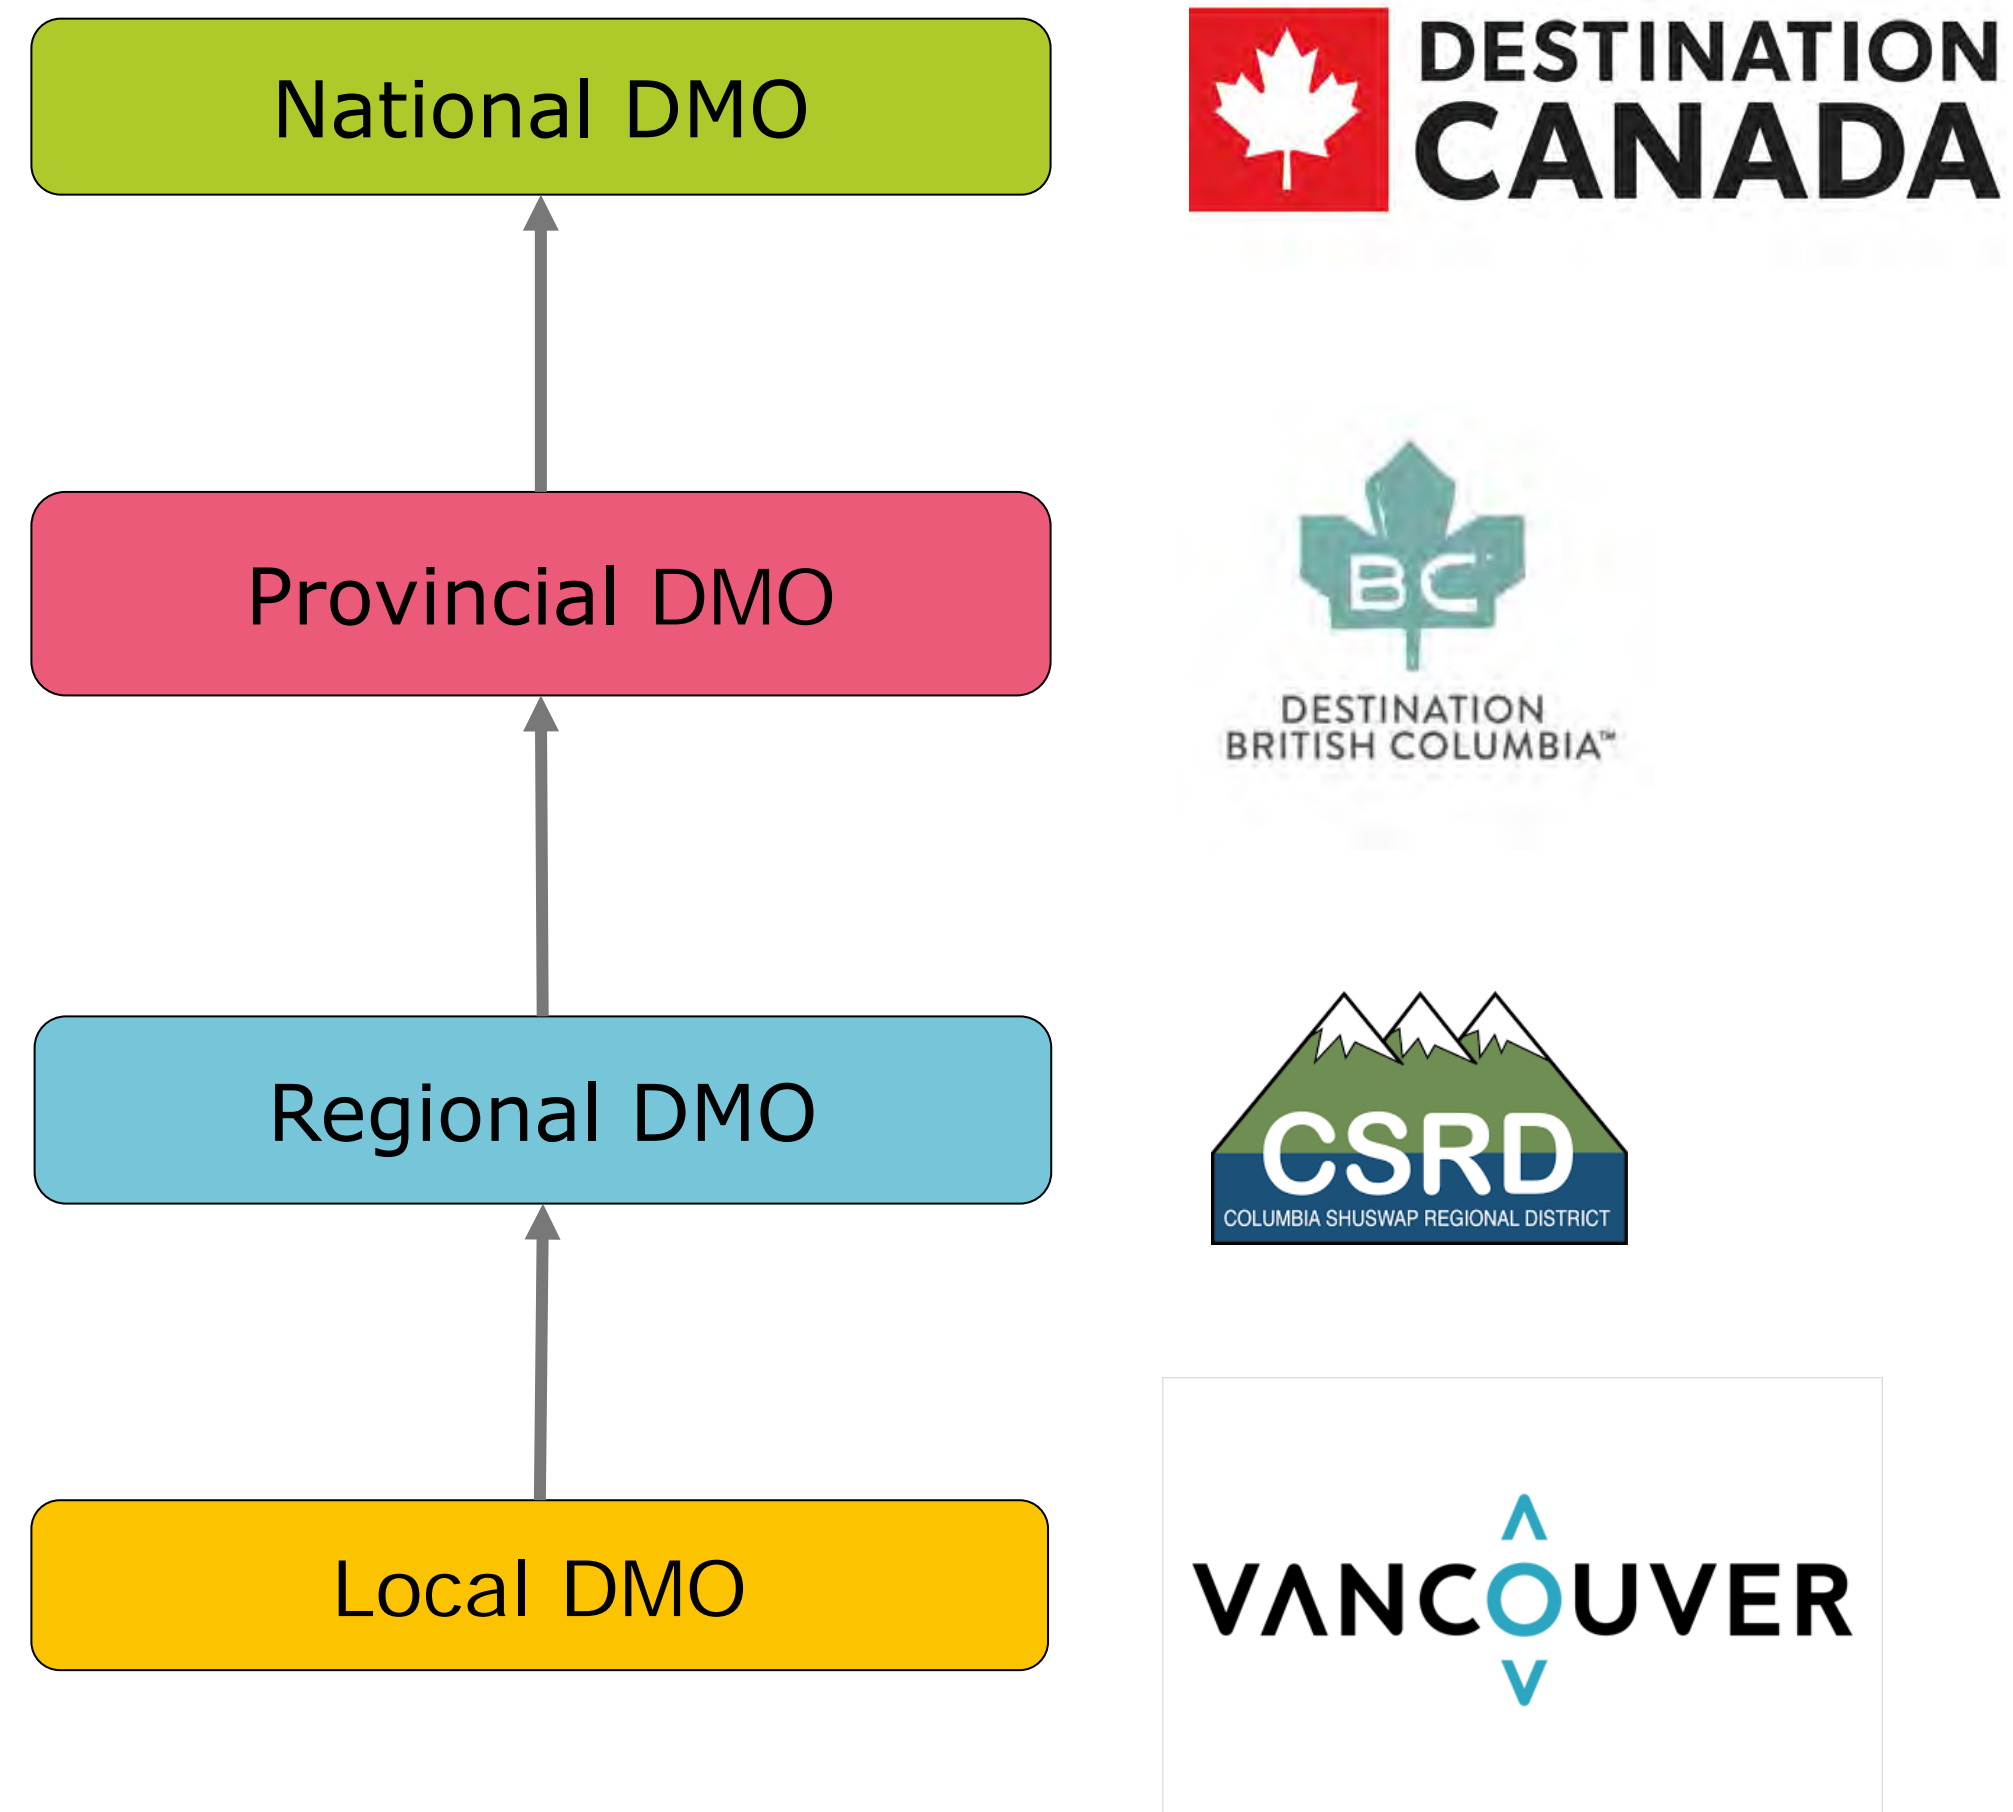 National DMO
DESTINATION
CANADA
Provincial DMO
BC
DESTINATION
BRITISH COLUMBIA™
Regional DMO
CSRD
COLUMBIA SHUSWAP REGIONAL DISTRICT
Local DMO
VANCOUVER